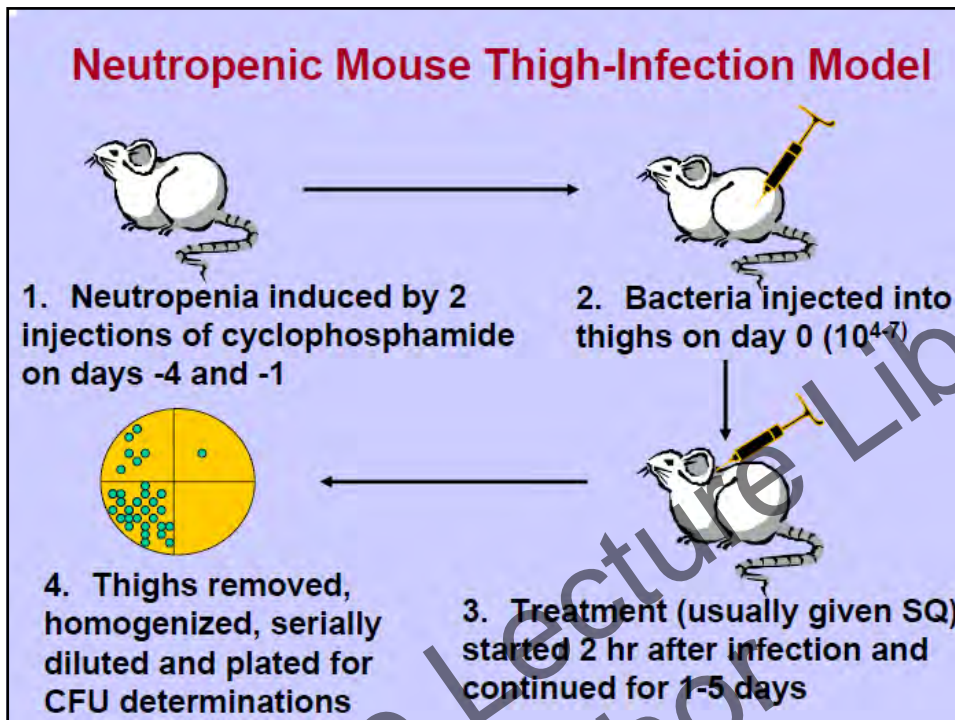 Neutropenic Mouse Thigh-Infection Model
1. Neutropenia induced by 2
injections of cyclophosphamide
on days -4 and -1
2. Bacteria injected into
thighs on day 0 (10⁴⁻⁷)
3. Treatment (usually given SQ)
started 2 hr after infection and
continued for 1-5 days
4. Thighs removed,
homogenized, serially
diluted and plated for
CFU determinations
Lecture Lib